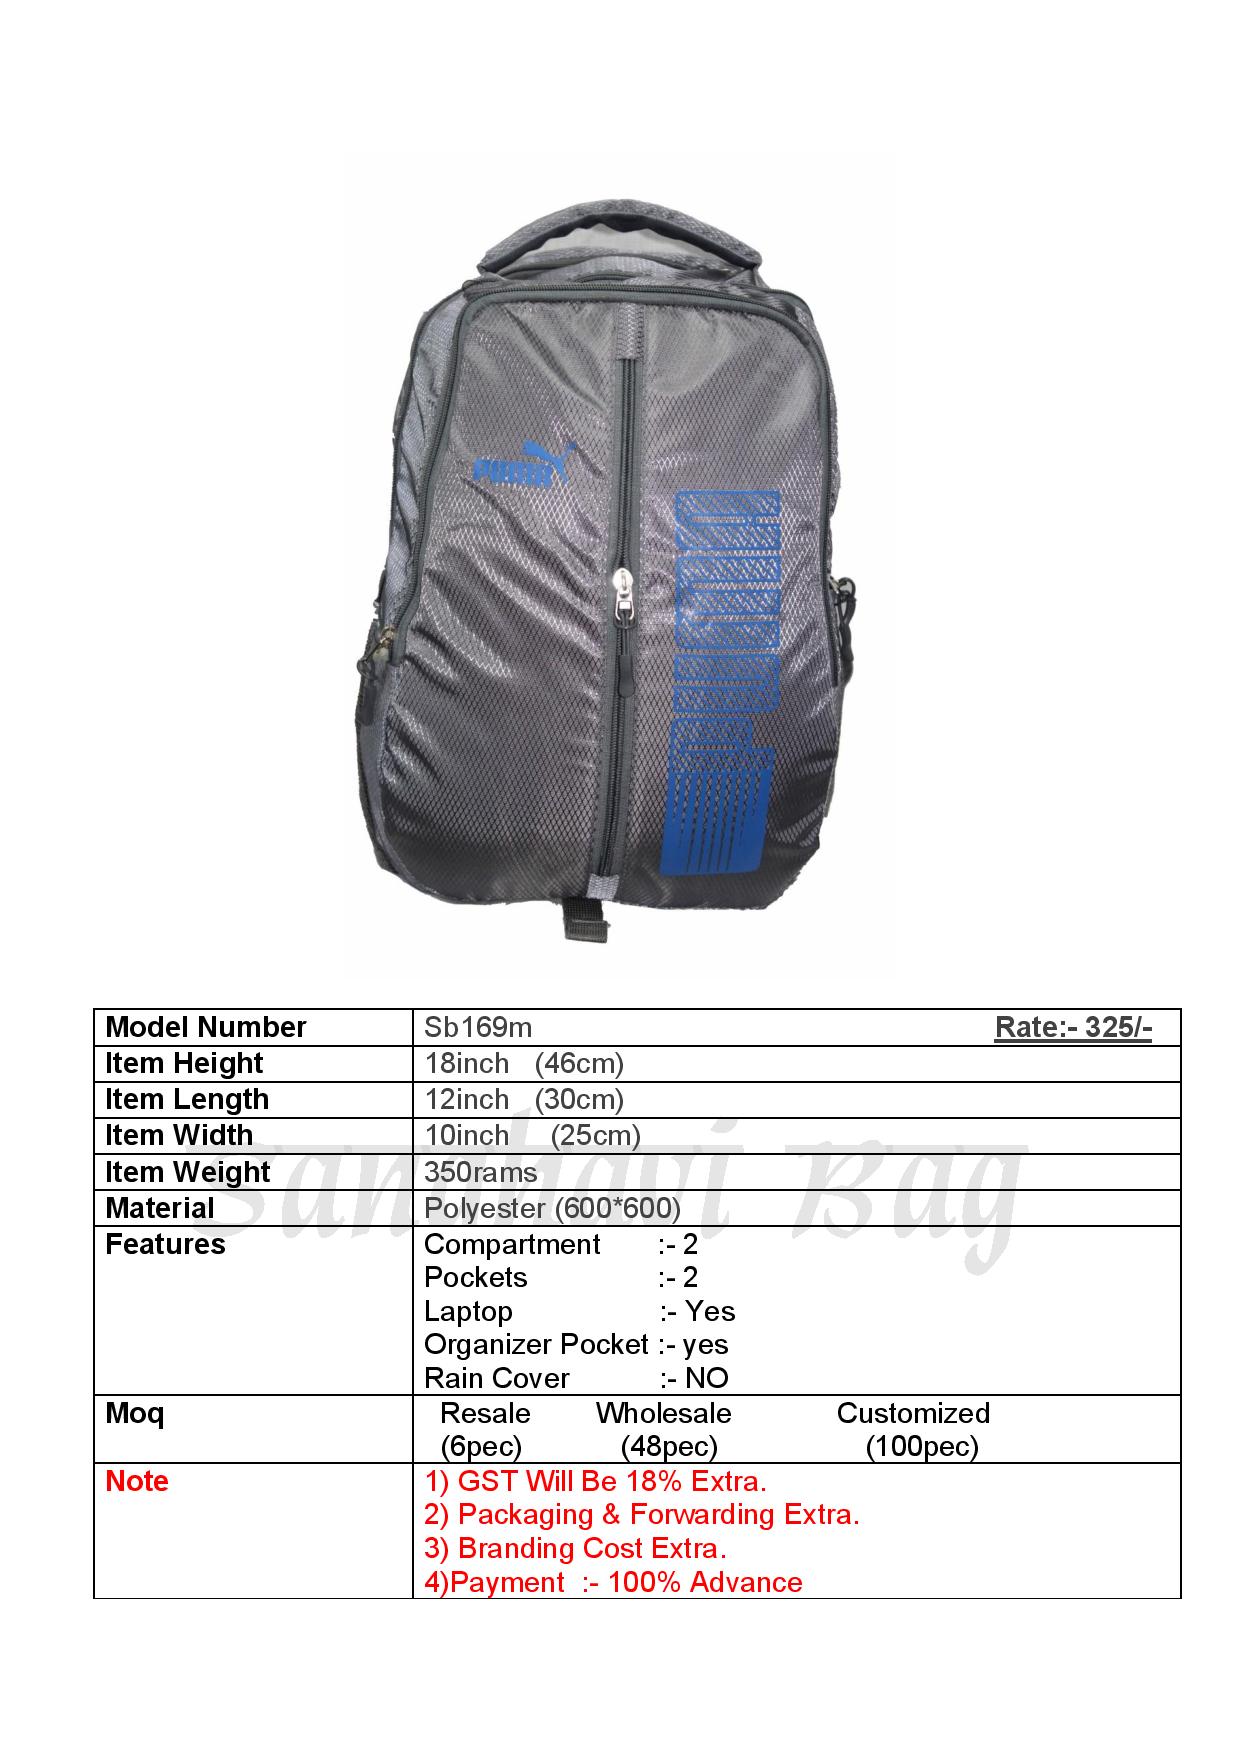 PUMA
PUMA
Model Number Sb169m Rate:- 325/-
Item Height 18inch (46cm)
Item Length 12inch (30cm)
Item Width 10inch (25cm)
Item Weight 350rams
Material Polyester (600*600)
Features Compartment :- 2
Pockets :- 2
Laptop :- Yes
Organizer Pocket :- yes
Rain Cover :- NO
Moq Resale Wholesale Customized
(6pec) (48pec) (100pec)
Note 1) GST Will Be 18% Extra.
2) Packaging & Forwarding Extra.
3) Branding Cost Extra.
4)Payment :- 100% Advance
Bag